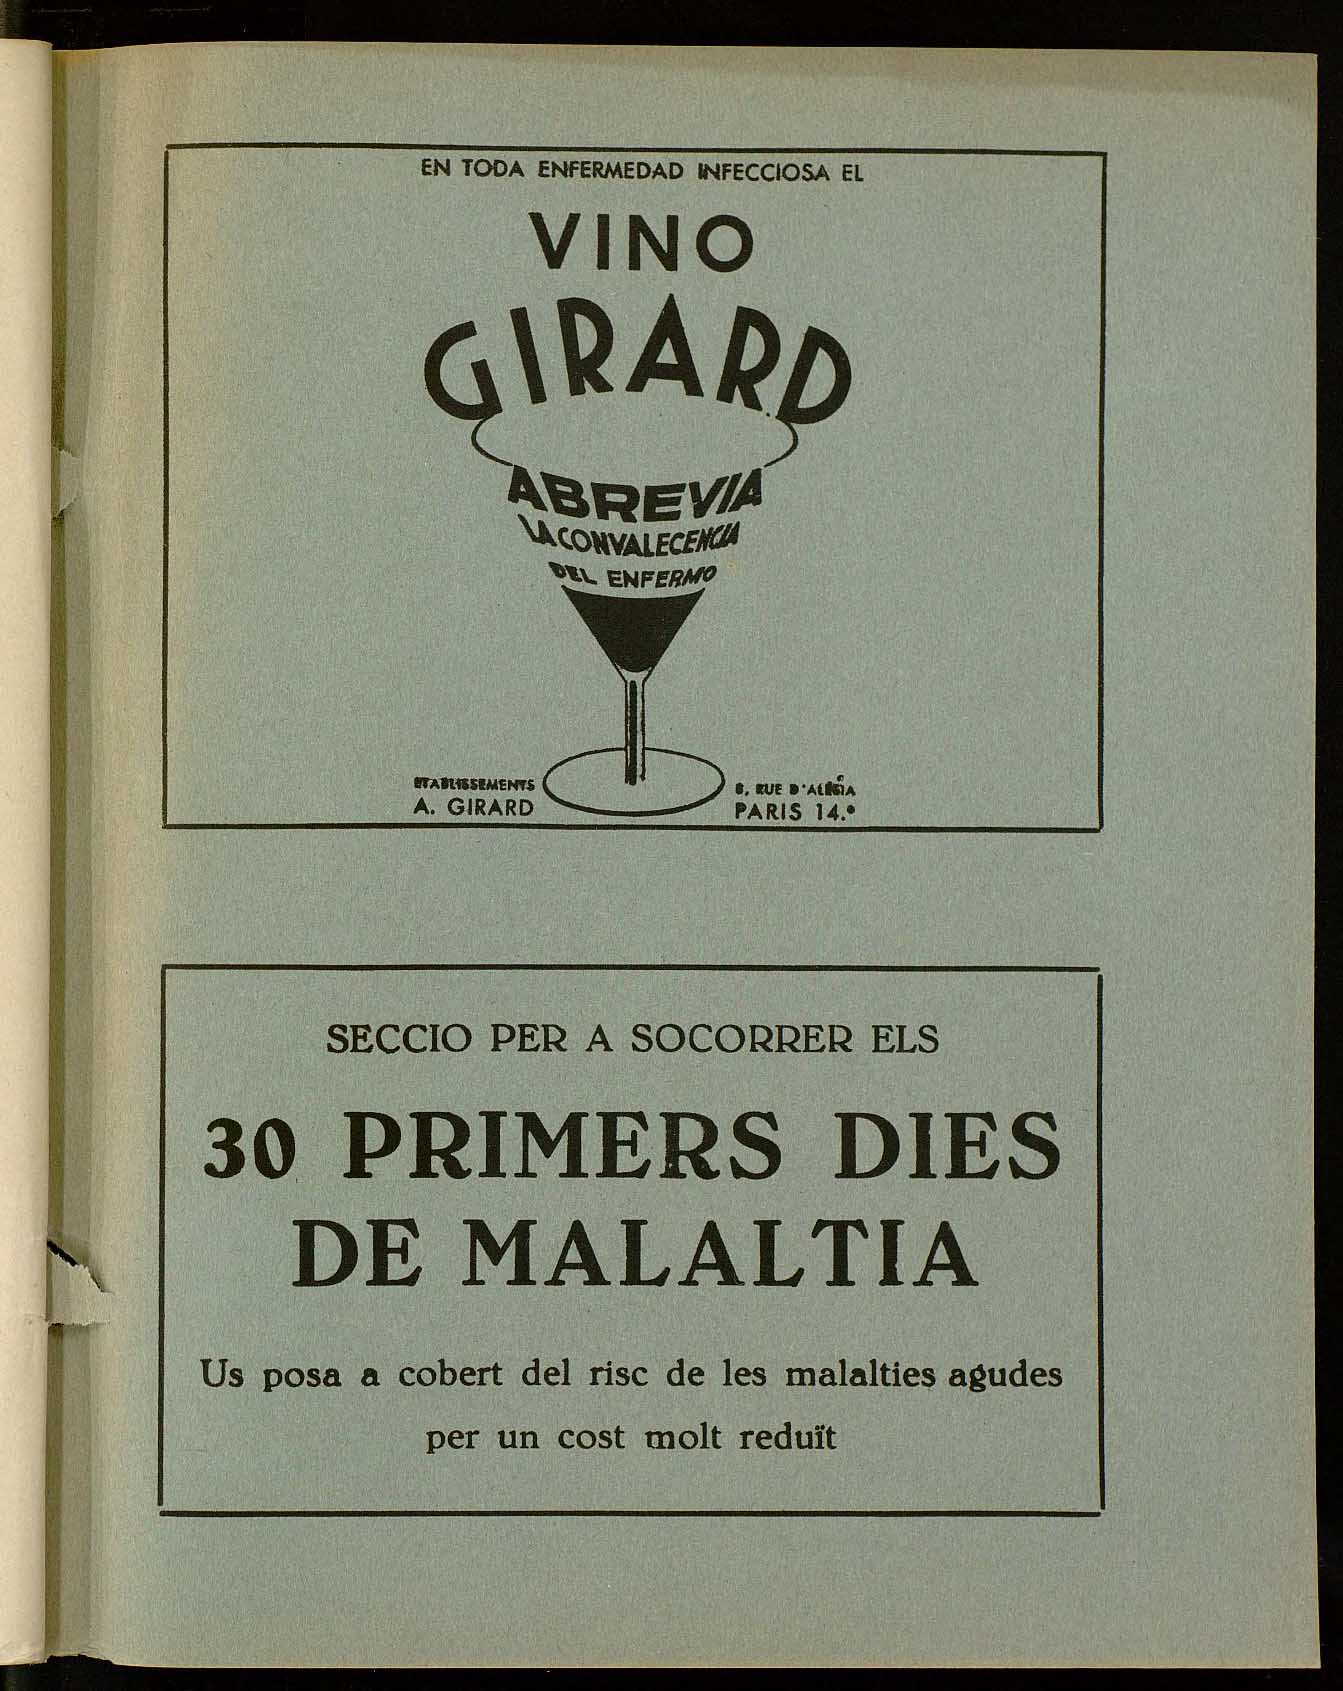 EN TODA ENFERMEDAD INFECCIOSA EL
VINO
GIRARD
ABREVIA
LA CONVALECENCIA
DEL ENFERMO
ETABLISSEMENTS
A. GIRARD
8, RUE D'ALÉSIA
PARIS 14.º
SECCIO PER A SOCORRER ELS
30 PRIMERS DIES
DE MALALTIA
Us posa a cobert del risc de les malalties agudes
per un cost molt reduït